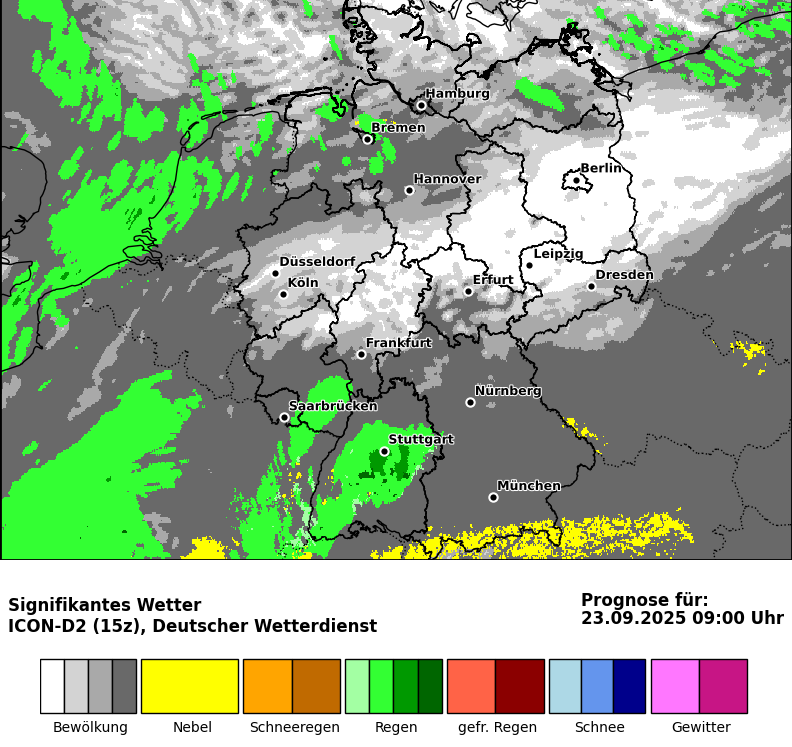 Hamburg
Bremen
Hannover
Berlin
Düsseldorf
Köln
Leipzig
Erfurt
Dresden
Frankfurt
Saarbrücken
Nürnberg
Stuttgart
München
Signifikantes Wetter
ICON-D2 (15z), Deutscher Wetterdienst
Prognose für:
23.09.2025 09:00 Uhr
Bewölkung Nebel Schneeregen Regen gefr. Regen Schnee Gewitter